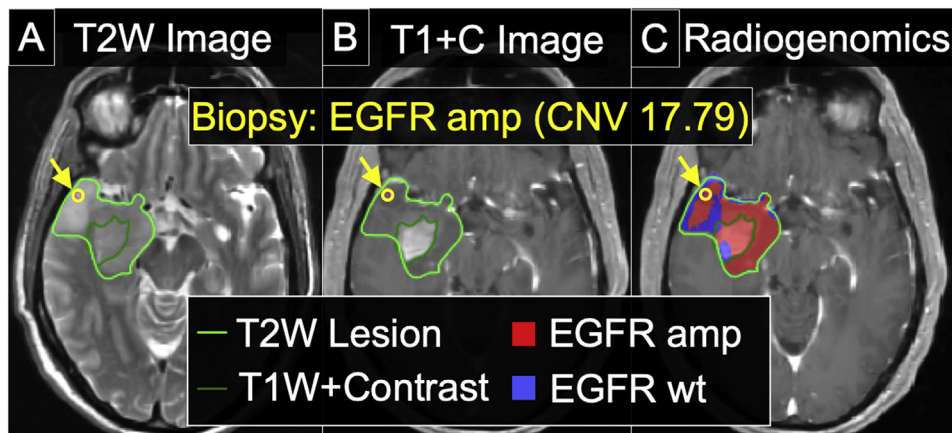 A T2W Image
B T1+C Image
C Radiogenomics
Biopsy: EGFR amp (CNV 17.79)
T2W Lesion
EGFR amp
T1W+Contrast
EGFR wt